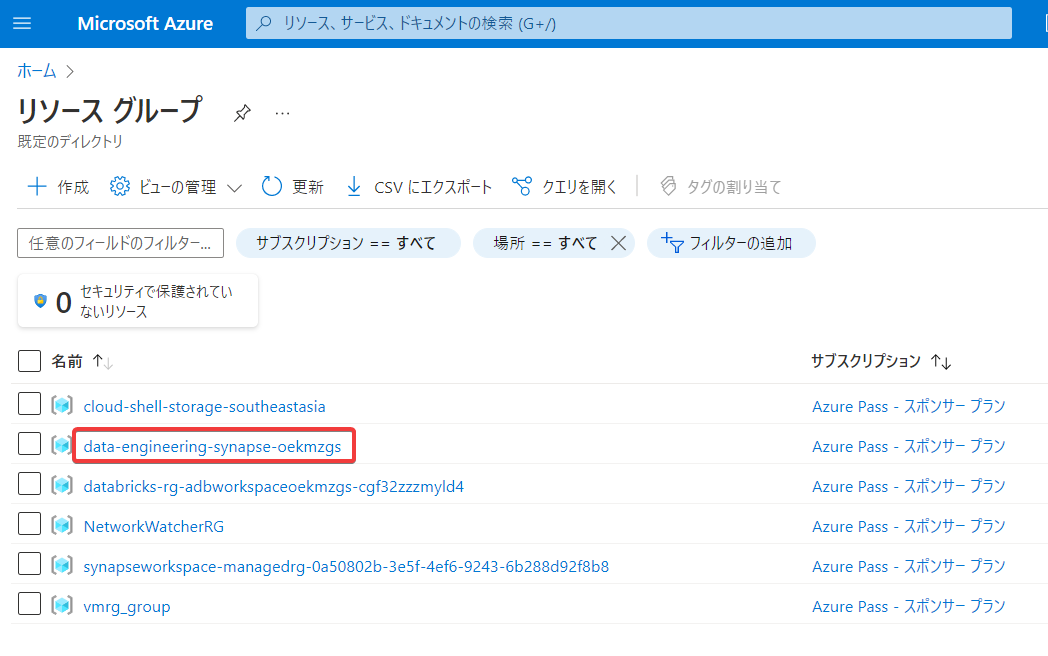 Microsoft Azure
リソース、サービス、ドキュメントの検索 (G+/)
ホーム
リソース グループ
既定のディレクトリ
作成 ビューの管理 更新 CSV にエクスポート クエリを開く タグの割り当て
任意のフィールドのフィルター... サブスクリプション == すべて 場所 == すべて フィルターの追加
0 セキュリティで保護されてい
ないリソース
名前 サブスクリプション
cloud-shell-storage-southeastasia Azure Pass - スポンサー プラン
data-engineering-synapse-oekmzgs Azure Pass - スポンサー プラン
databricks-rg-adbworkspaceoekmzgs-cgf32zzzmyld4 Azure Pass - スポンサー プラン
NetworkWatcherRG Azure Pass - スポンサー プラン
synapseworkspace-managedrg-0a50802b-3e5f-4ef6-9243-6b288d92f8b8 Azure Pass - スポンサー プラン
vmrg_group Azure Pass - スポンサー プラン